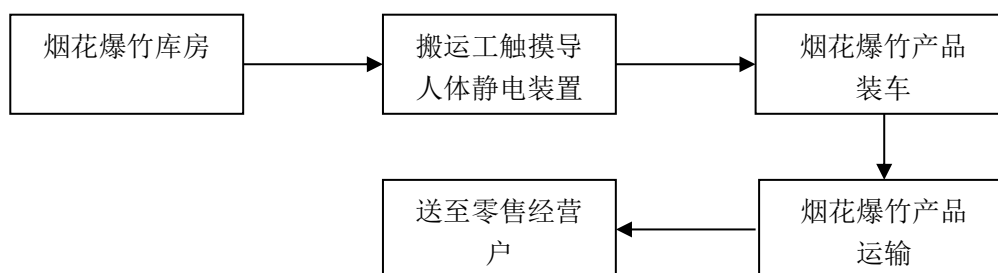 烟花爆竹库房
搬运工触摸导
人体静电装置
烟花爆竹产品
装车
烟花爆竹产品
运输
送至零售经营
户